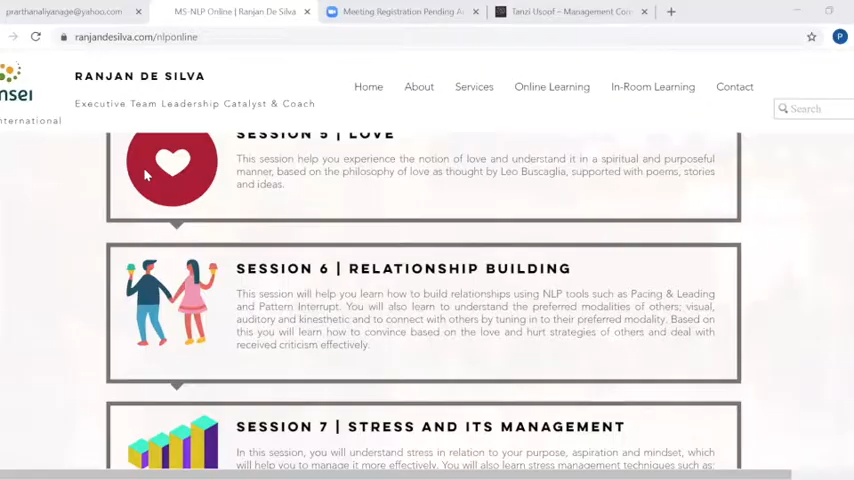 prarthanaliyanage@yahoo.com
MS-NLP Online | Ranjan De Silva
Meeting Registration Pending A
Tanzi Usoof – Management Con
ranjandesilva.com/nlponline
P
nsei
nternational
RANJAN DE SILVA
Executive Team Leadership Catalyst & Coach
Home About Services Online Learning In-Room Learning Contact
Search
SESSION 5 | LOVE
This session help you experience the notion of love and understand it in a spiritual and purposeful
manner, based on the philosophy of love as thought by Leo Buscaglia, supported with poems, stories
and ideas.
SESSION 6 | RELATIONSHIP BUILDING
This session will help you learn how to build relationships using NLP tools such as Pacing & Leading
and Pattern Interrupt. You will also learn to understand the preferred modalities of others; visual,
auditory and kinesthetic and to connect with others by tuning in to their preferred modality. Based on
this you will learn how to convince based on the love and hurt strategies of others and deal with
received criticism effectively.
SESSION 7 | STRESS AND ITS MANAGEMENT
In this session, you will understand stress in relation to your purpose, aspiration and mindset, which
will help you to manage it more effectively. You will also learn stress management techniques such as: